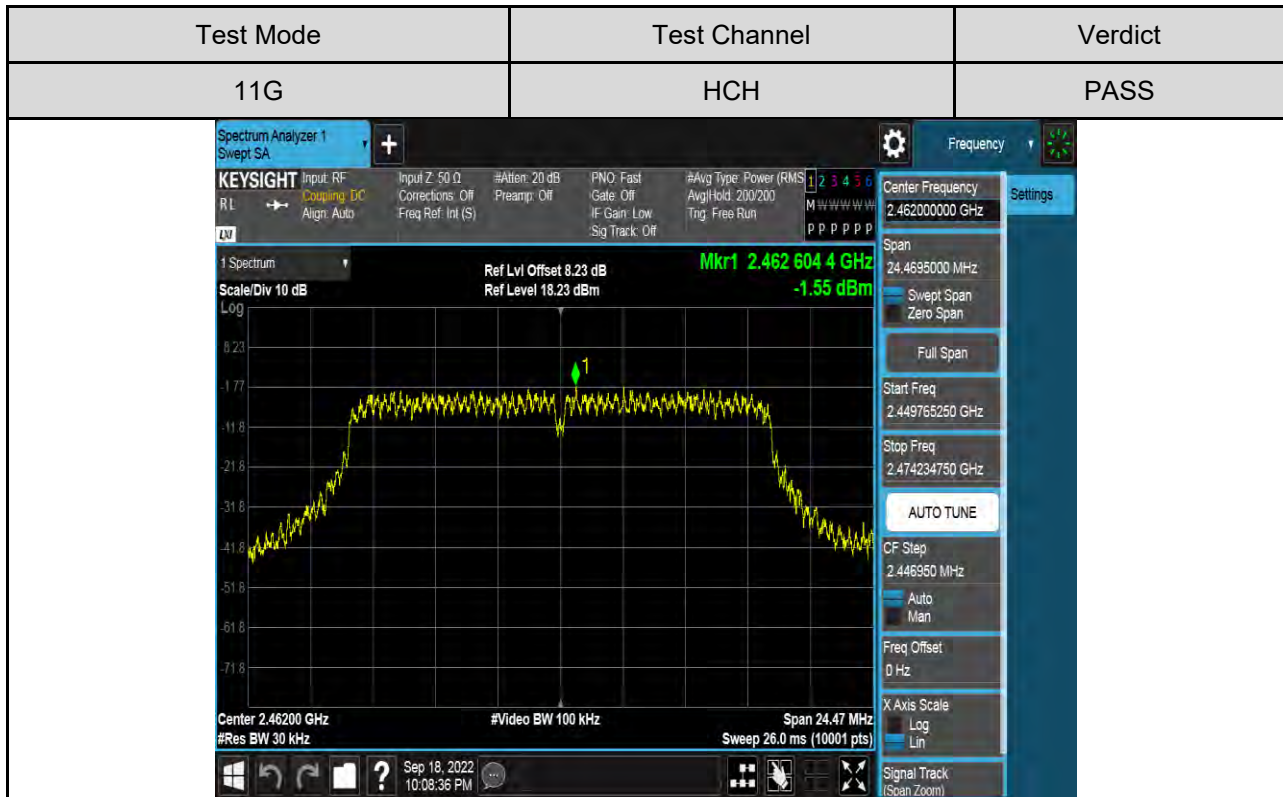 Test Mode Test Channel Verdict
11G HCH PASS
Spectrum Analyzer 1
Swept SA
+
Frequency
KEYSIGHT
RL
LXI
Input: RF
Coupling: DC
Align: Auto
Input Z: 50 Ω
Corrections: Off
Freq Ref: Int (S)
#Atten: 20 dB
Preamp: Off
PNO: Fast
Gate: Off
IF Gain: Low
Sig Track: Off
#Avg Type: Power (RMS
Avg|Hold: 200/200
Trig: Free Run
1 2 3 4 5 6
M W W W W W
P P P P P P
1 Spectrum
Scale/Div 10 dB
Log
Ref Lvl Offset 8.23 dB
Ref Level 18.23 dBm
Mkr1 2.462 604 4 GHz
-1.55 dBm
8.23
-1.77
-11.8
-21.8
-31.8
-41.8
-51.8
-61.8
-71.8
1
Center 2.46200 GHz
#Res BW 30 kHz
#Video BW 100 kHz
Span 24.47 MHz
Sweep 26.0 ms (10001 pts)
?
Sep 18, 2022
10:08:36 PM
Center Frequency
2.462000000 GHz
Settings
Span
24.4695000 MHz
Swept Span
Zero Span
Full Span
Start Freq
2.449765250 GHz
Stop Freq
2.474234750 GHz
AUTO TUNE
CF Step
2.446950 MHz
Auto
Man
Freq Offset
0 Hz
X Axis Scale
Log
Lin
Signal Track
(Span Zoom)